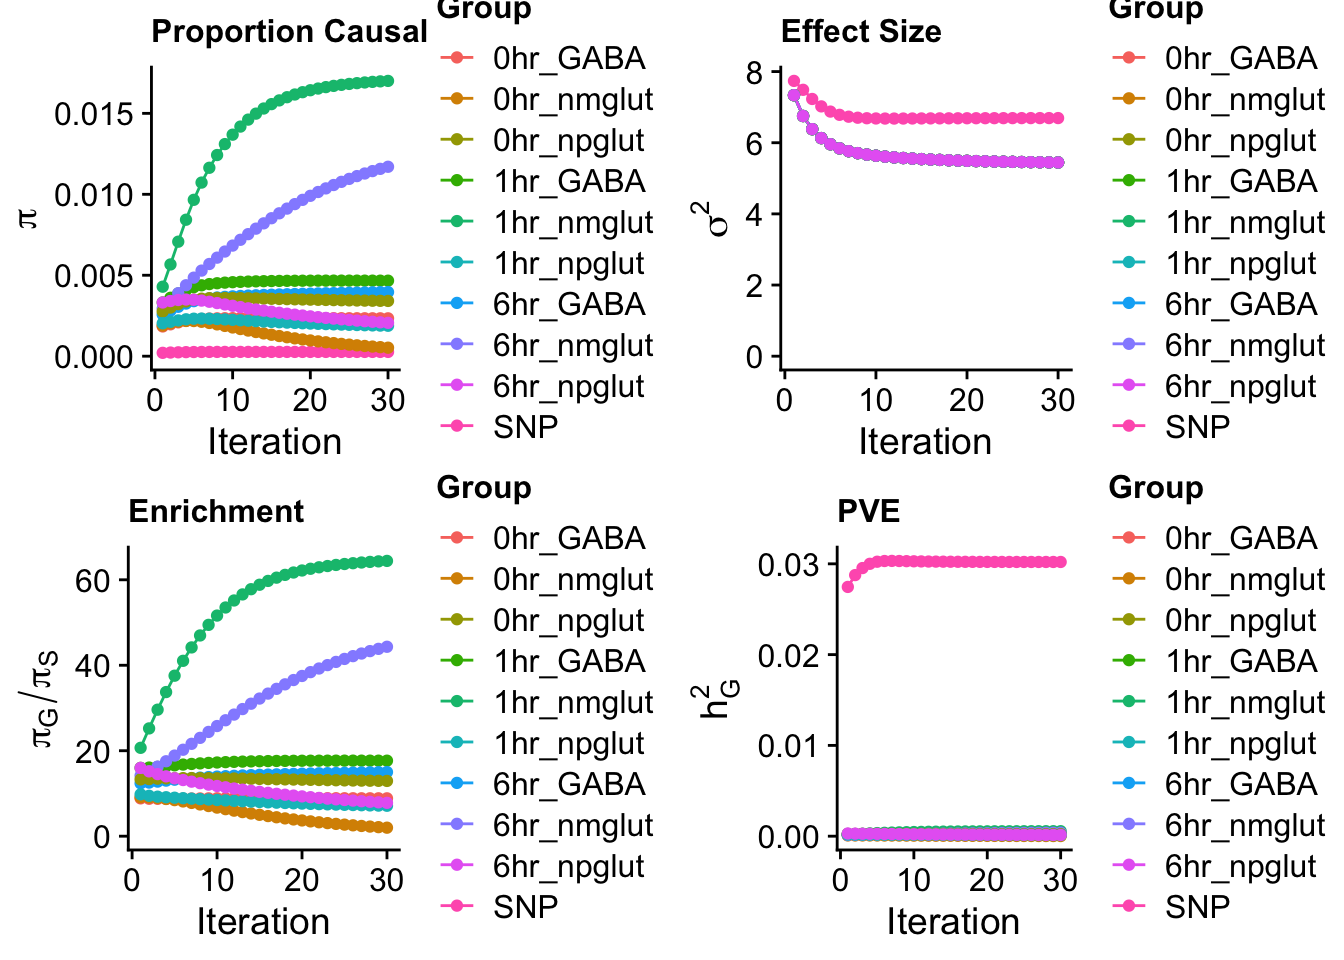 Proportion Causal
π
0.015
0.010
0.005
0.000
0 10 20 30
Iteration
Group
0hr_GABA
0hr_nmglut
0hr_npglut
1hr_GABA
1hr_nmglut
1hr_npglut
6hr_GABA
6hr_nmglut
6hr_npglut
SNP
Effect Size
σ²
8
6
4
2
0
0 10 20 30
Iteration
Group
0hr_GABA
0hr_nmglut
0hr_npglut
1hr_GABA
1hr_nmglut
1hr_npglut
6hr_GABA
6hr_nmglut
6hr_npglut
SNP
Enrichment
π_G/π_S
60
40
20
0
0 10 20 30
Iteration
Group
0hr_GABA
0hr_nmglut
0hr_npglut
1hr_GABA
1hr_nmglut
1hr_npglut
6hr_GABA
6hr_nmglut
6hr_npglut
SNP
PVE
h²_G
0.03
0.02
0.01
0.00
0 10 20 30
Iteration
Group
0hr_GABA
0hr_nmglut
0hr_npglut
1hr_GABA
1hr_nmglut
1hr_npglut
6hr_GABA
6hr_nmglut
6hr_npglut
SNP